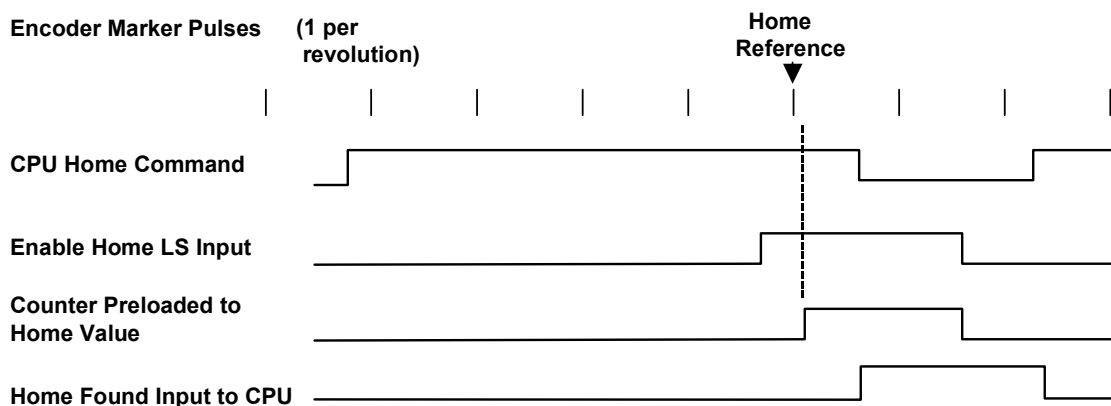 Encoder Marker Pulses (1 per
revolution)
Home
Reference
CPU Home Command
Enable Home LS Input
Counter Preloaded to
Home Value
Home Found Input to CPU